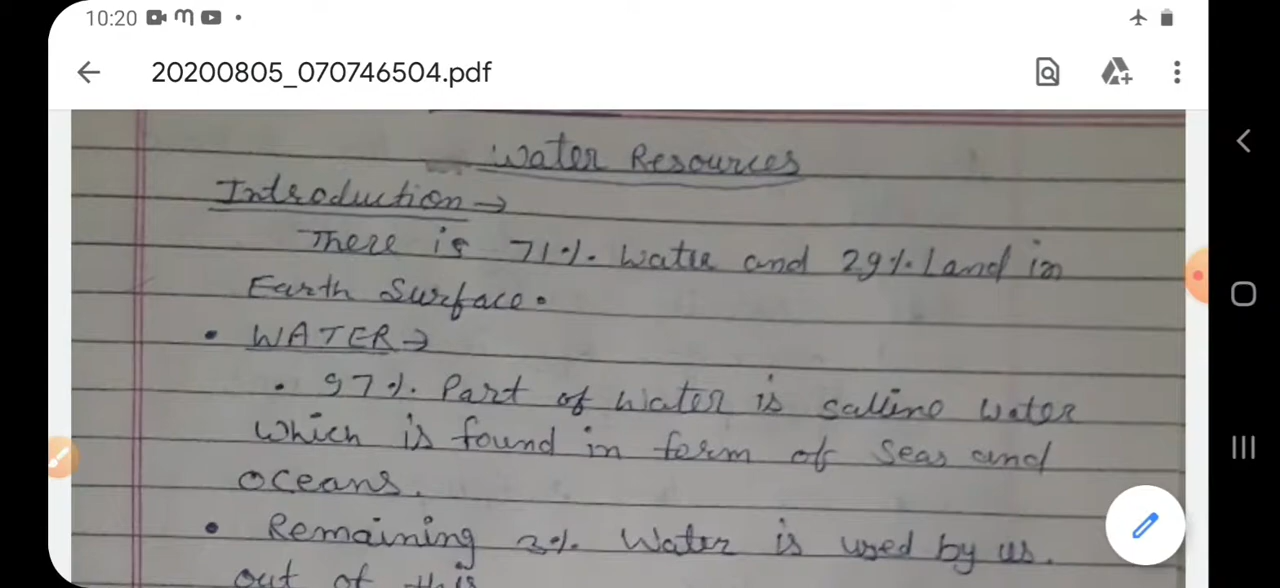 10:20
20200805_070746504.pdf
Water Resources
Introduction →
There is 71% water and 29% Land in
Earth Surface.
• WATER →
• 97% Part of water is saline water
which is found in form of seas and
oceans.
• Remaining 3% water is used by us.
out of this